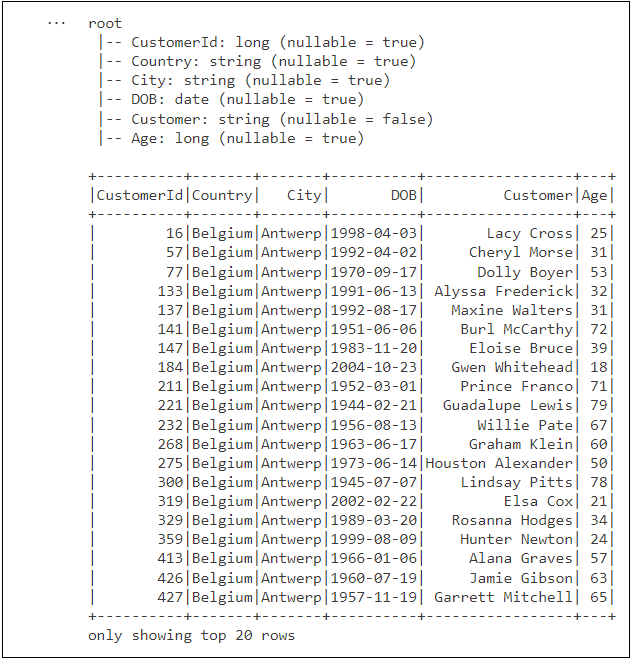 ... root
 |-- CustomerId: long (nullable = true)
 |-- Country: string (nullable = true)
 |-- City: string (nullable = true)
 |-- DOB: date (nullable = true)
 |-- Customer: string (nullable = false)
 |-- Age: long (nullable = true)
+----------+-------+-------+----------+-----------------+---+
|CustomerId|Country|   City|       DOB|         Customer|Age|
+----------+-------+-------+----------+-----------------+---+
|        16|Belgium|Antwerp|1998-04-03|       Lacy Cross| 25|
|        57|Belgium|Antwerp|1992-04-02|     Cheryl Morse| 31|
|        77|Belgium|Antwerp|1970-09-17|      Dolly Boyer| 53|
|       133|Belgium|Antwerp|1991-06-13| Alyssa Frederick| 32|
|       137|Belgium|Antwerp|1992-08-17|   Maxine Walters| 31|
|       141|Belgium|Antwerp|1951-06-06|    Burl McCarthy| 72|
|       147|Belgium|Antwerp|1983-11-20|     Eloise Bruce| 39|
|       184|Belgium|Antwerp|2004-10-23|   Gwen Whitehead| 18|
|       211|Belgium|Antwerp|1952-03-01|    Prince Franco| 71|
|       221|Belgium|Antwerp|1944-02-21|  Guadalupe Lewis| 79|
|       232|Belgium|Antwerp|1956-08-13|      Willie Pate| 67|
|       268|Belgium|Antwerp|1963-06-17|     Graham Klein| 60|
|       275|Belgium|Antwerp|1973-06-14|Houston Alexander| 50|
|       300|Belgium|Antwerp|1945-07-07|    Lindsay Pitts| 78|
|       319|Belgium|Antwerp|2002-02-22|         Elsa Cox| 21|
|       329|Belgium|Antwerp|1989-03-20|   Rosanna Hodges| 34|
|       359|Belgium|Antwerp|1999-08-09|    Hunter Newton| 24|
|       413|Belgium|Antwerp|1966-01-06|     Alana Graves| 57|
|       426|Belgium|Antwerp|1960-07-19|     Jamie Gibson| 63|
|       427|Belgium|Antwerp|1957-11-19| Garrett Mitchell| 65|
+----------+-------+-------+----------+-----------------+---+
only showing top 20 rows